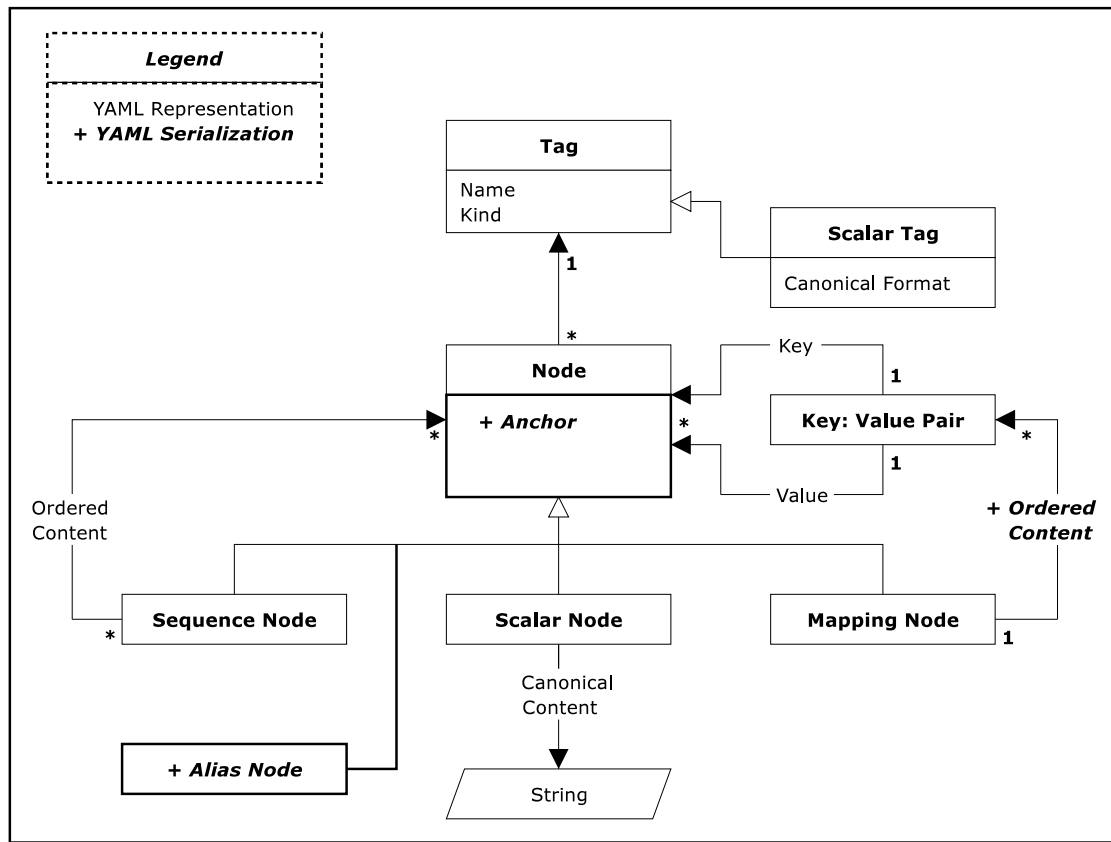 Legend
YAML Representation
+ YAML Serialization
Tag
Name
Kind
Scalar Tag
Canonical Format
1
*
Node
+ Anchor
Key
1
*
Key: Value Pair
*
1
Value
*
Ordered
Content
+ Ordered
Content
Sequence Node
*
Scalar Node
Mapping Node
1
Canonical
Content
+ Alias Node
String